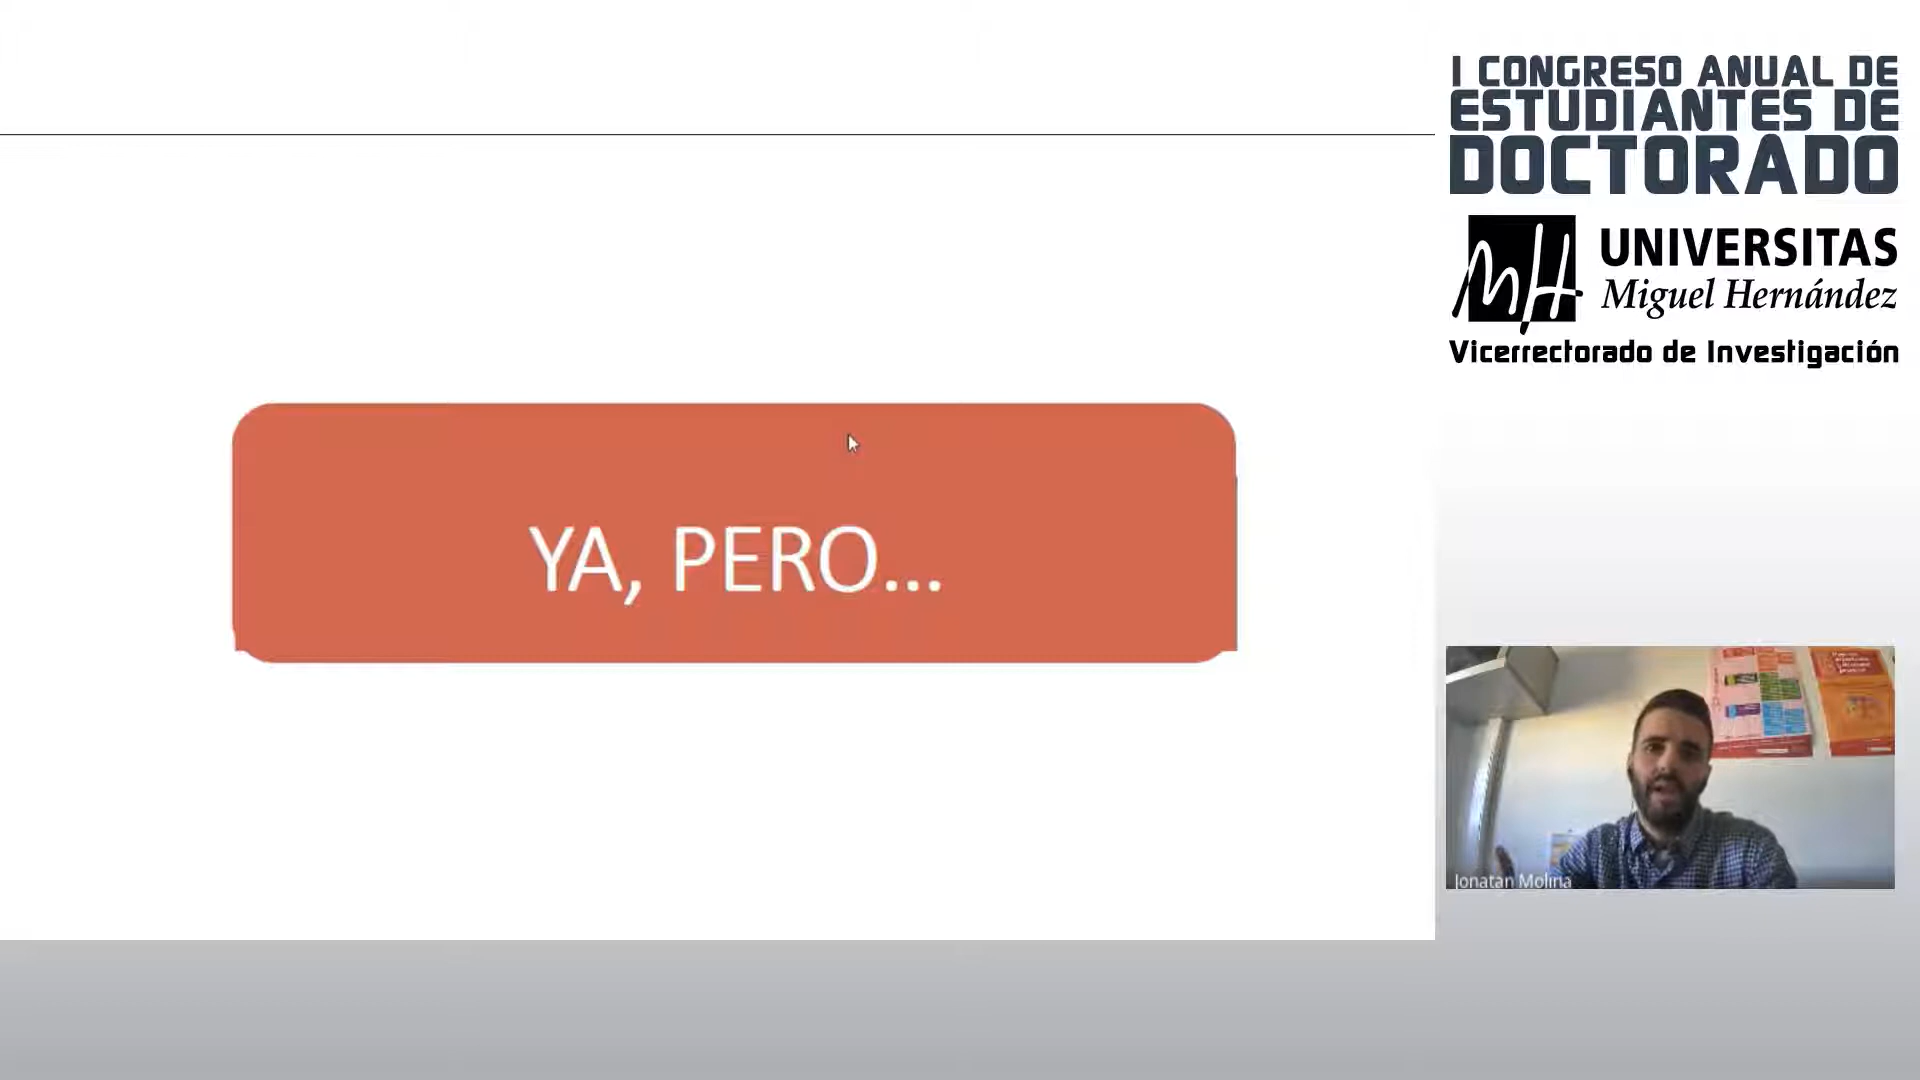 I CONGRESO ANUAL DE
ESTUDIANTES DE
DOCTORADO
UNIVERSITAS
Miguel Hernández
Vicerrectorado de Investigación
YA, PERO...
Jonatan Molina